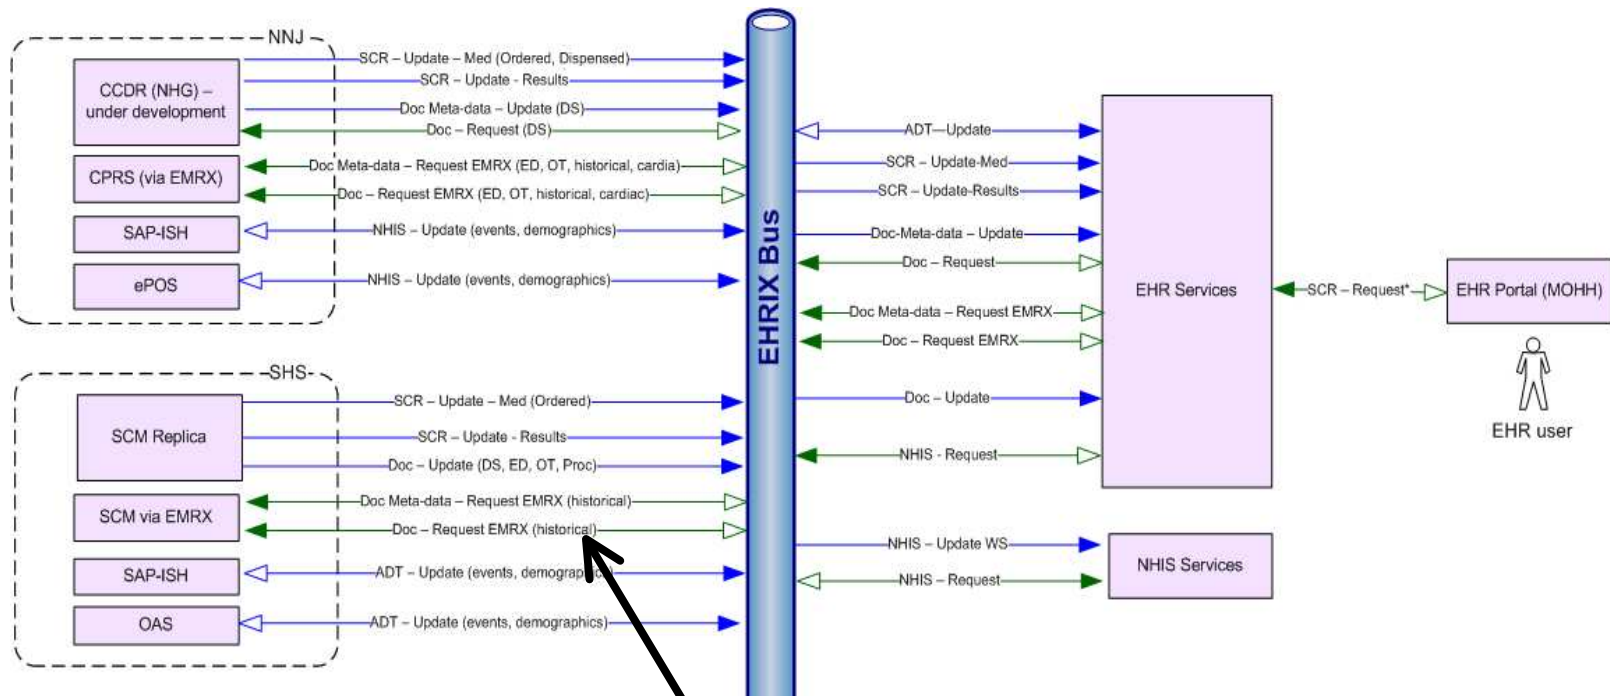 NNJ
CCDR (NHG) –
under development
SCR – Update – Med (Ordered, Dispensed)
SCR – Update - Results
Doc Meta-data – Update (DS)
Doc – Request (DS)
CPRS (via EMRX)
Doc Meta-data – Request EMRX (ED, OT, historical, cardia)
Doc – Request EMRX (ED, OT, historical, cardiac)
SAP-ISH
NHIS – Update (events, demographics)
ePOS
NHIS – Update (events, demographics)
SHS
SCM Replica
SCR – Update – Med (Ordered)
SCR – Update - Results
Doc – Update (DS, ED, OT, Proc)
SCM via EMRX
Doc Meta-data – Request EMRX (historical)
Doc – Request EMRX (historical)
SAP-ISH
ADT – Update (events, demographics)
OAS
ADT – Update (events, demographics)
EHRIX Bus
ADT—Update
SCR – Update-Med
SCR – Update-Results
Doc-Meta-data – Update
Doc – Request
Doc Meta-data – Request EMRX
Doc – Request EMRX
Doc – Update
NHIS - Request
EHR Services
NHIS – Update WS
NHIS – Request
NHIS Services
SCR – Request*
EHR Portal (MOHH)
EHR user